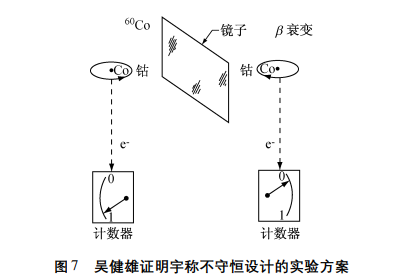 ⁶⁰Co 镜子 β 衰变
Co 钴 钴 Co
e⁻ e⁻
0 0
1 1
计数器 计数器
图 7 吴健雄证明宇称不守恒设计的实验方案